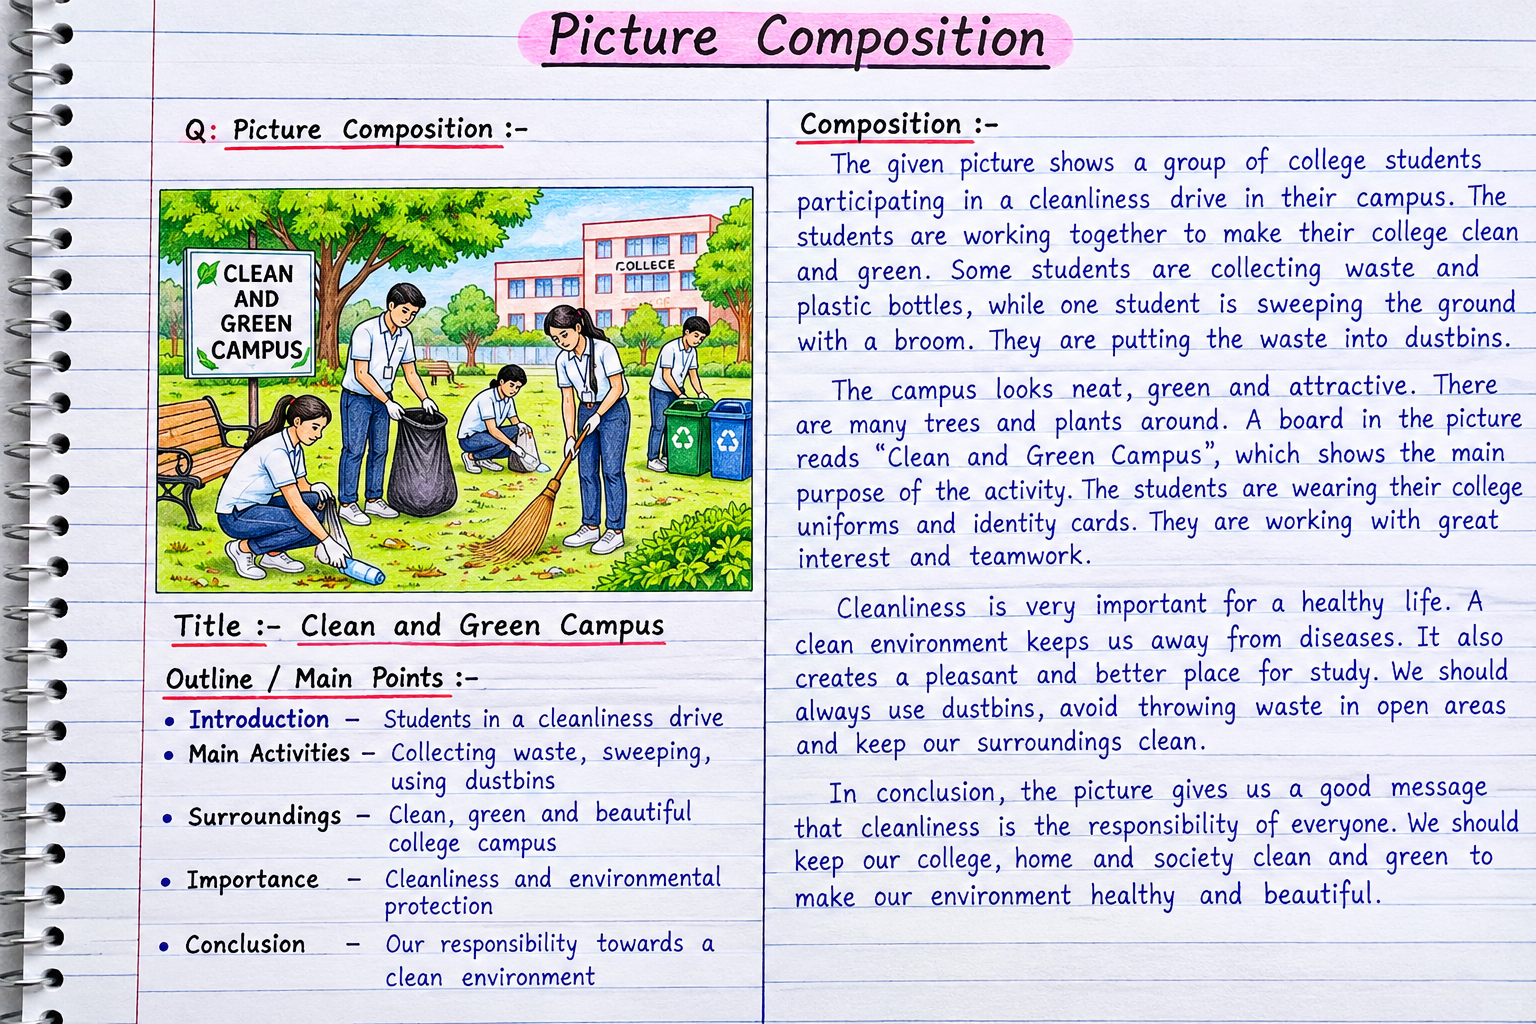 Picture Composition
Q: Picture Composition :-
CLEAN
AND
GREEN
CAMPUS
COLLEGE
Title :- Clean and Green Campus
Outline / Main Points :-
• Introduction – Students in a cleanliness drive
• Main Activities – Collecting waste, sweeping,
using dustbins
• Surroundings – Clean, green and beautiful
college campus
• Importance – Cleanliness and environmental
protection
• Conclusion – Our responsibility towards a
clean environment
Composition :-
The given picture shows a group of college students
participating in a cleanliness drive in their campus. The
students are working together to make their college clean
and green. Some students are collecting waste and
plastic bottles, while one student is sweeping the ground
with a broom. They are putting the waste into dustbins.
The campus looks neat, green and attractive. There
are many trees and plants around. A board in the picture
reads “Clean and Green Campus”, which shows the main
purpose of the activity. The students are wearing their college
uniforms and identity cards. They are working with great
interest and teamwork.
Cleanliness is very important for a healthy life. A
clean environment keeps us away from diseases. It also
creates a pleasant and better place for study. We should
always use dustbins, avoid throwing waste in open areas
and keep our surroundings clean.
In conclusion, the picture gives us a good message
that cleanliness is the responsibility of everyone. We should
keep our college, home and society clean and green to
make our environment healthy and beautiful.